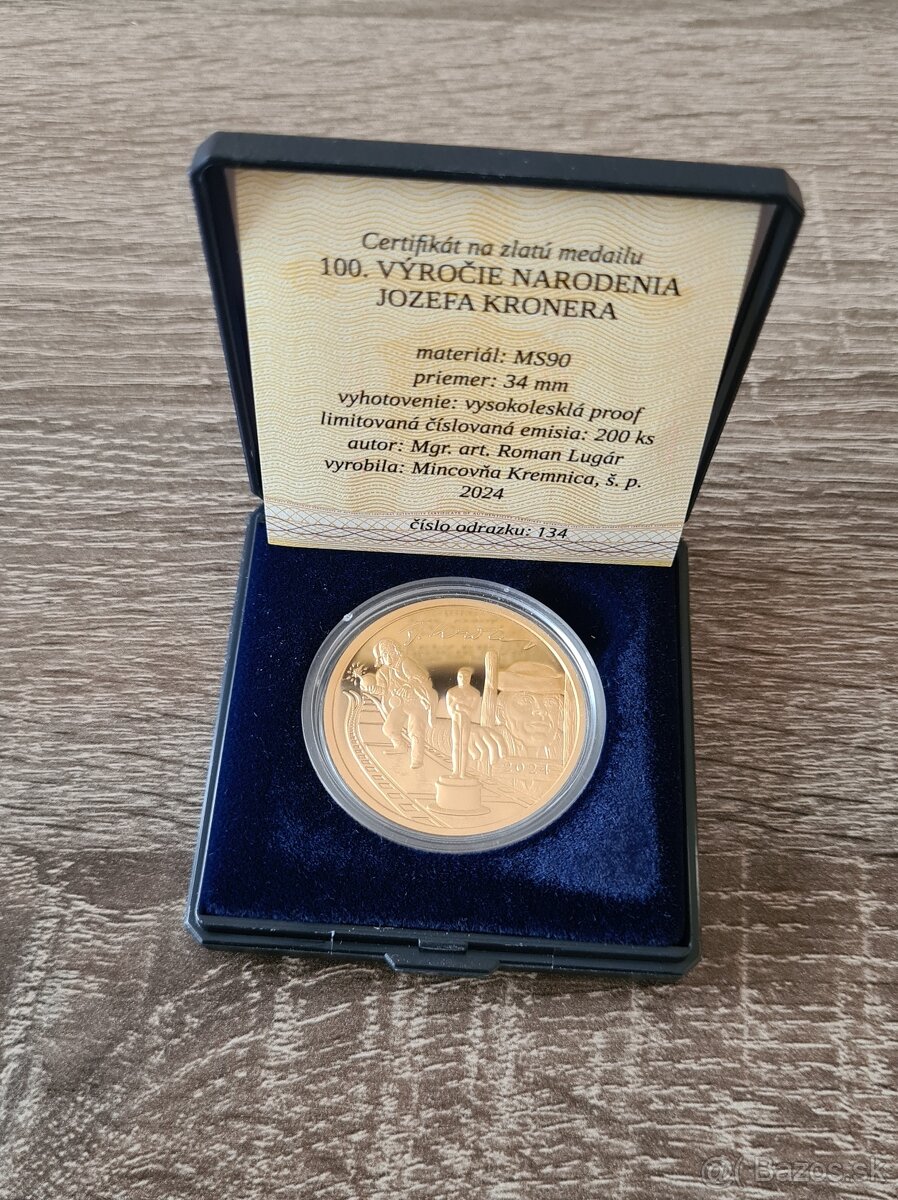 Certifikát na zlatú medailu
100. VÝROČIE NARODENIA
JOZEFA KRONERA
materiál: MS90
priemer: 34 mm
vyhotovenie: vysokolesklá proof
limitovaná číslovaná emisia: 200 ks
autor: Mgr. art. Roman Lugár
vyrobila: Mincovňa Kremnica, š. p.
2024
číslo odrazku: 134
2024
Bazos.sk